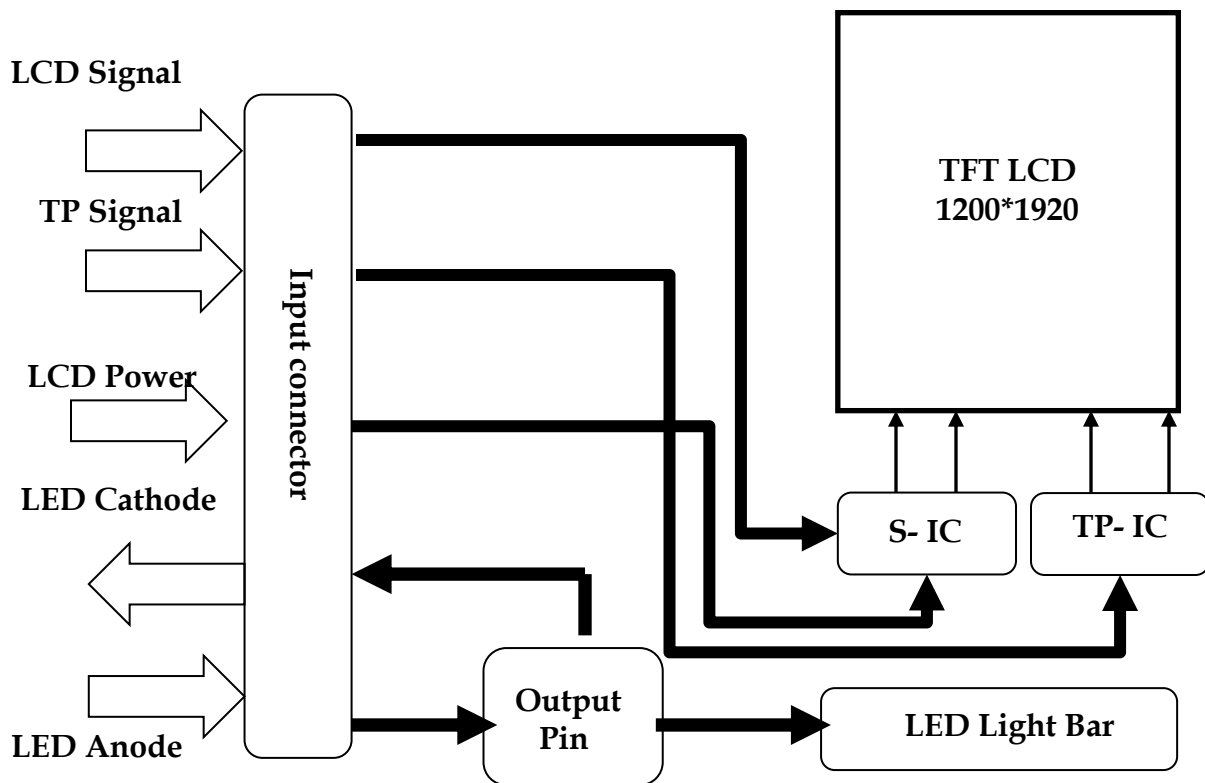 LCD Signal
TP Signal
LCD Power
LED Cathode
LED Anode
Input connector
TFT LCD
1200*1920
S- IC
TP- IC
Output
Pin
LED Light Bar